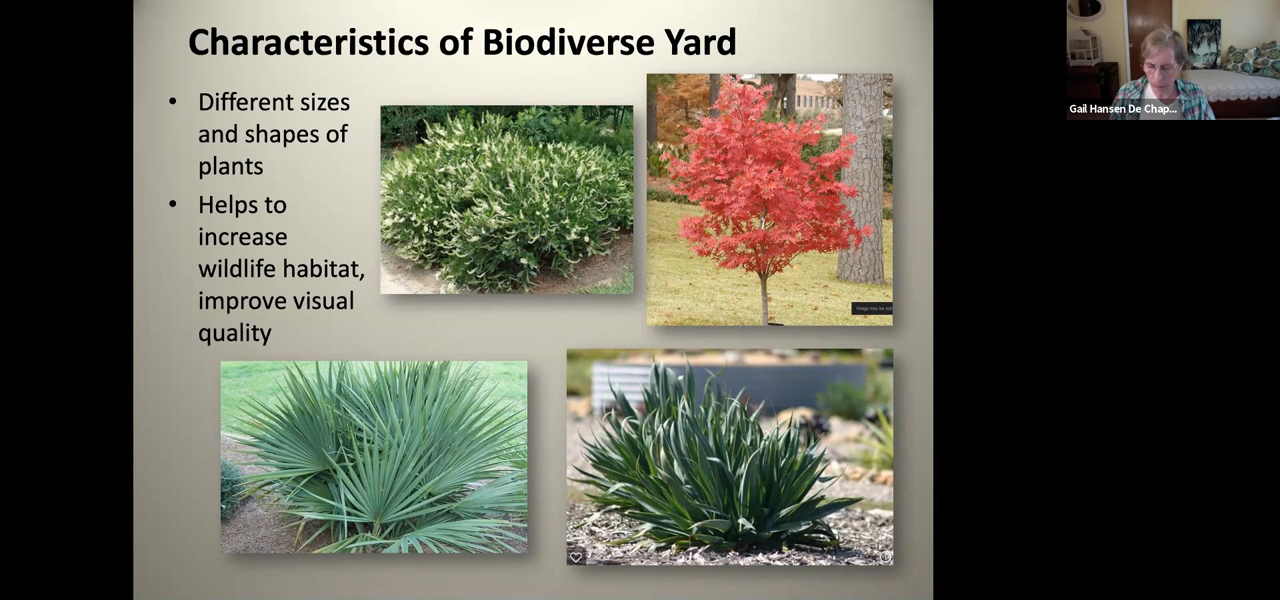 Characteristics of Biodiverse Yard
• Different sizes
and shapes of
plants
• Helps to
increase
wildlife habitat,
improve visual
quality
Gail Hansen De Chap...